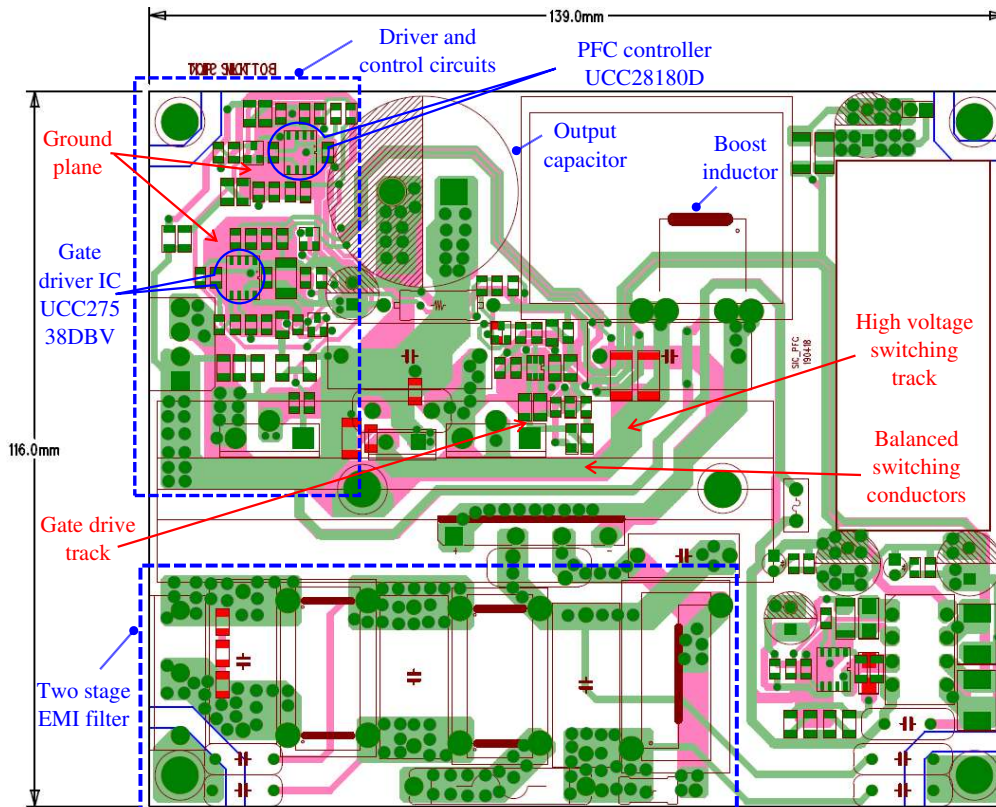 139.0mm
Driver and
control circuits
PFC controller
UCC28180D
Ground
plane
Output
capacitor
Boost
inductor
Gate
driver IC
UCC275
38DBV
High voltage
switching
track
SIC_PFC
190418
116.0mm
Balanced
switching
conductors
Gate drive
track
Two stage
EMI filter